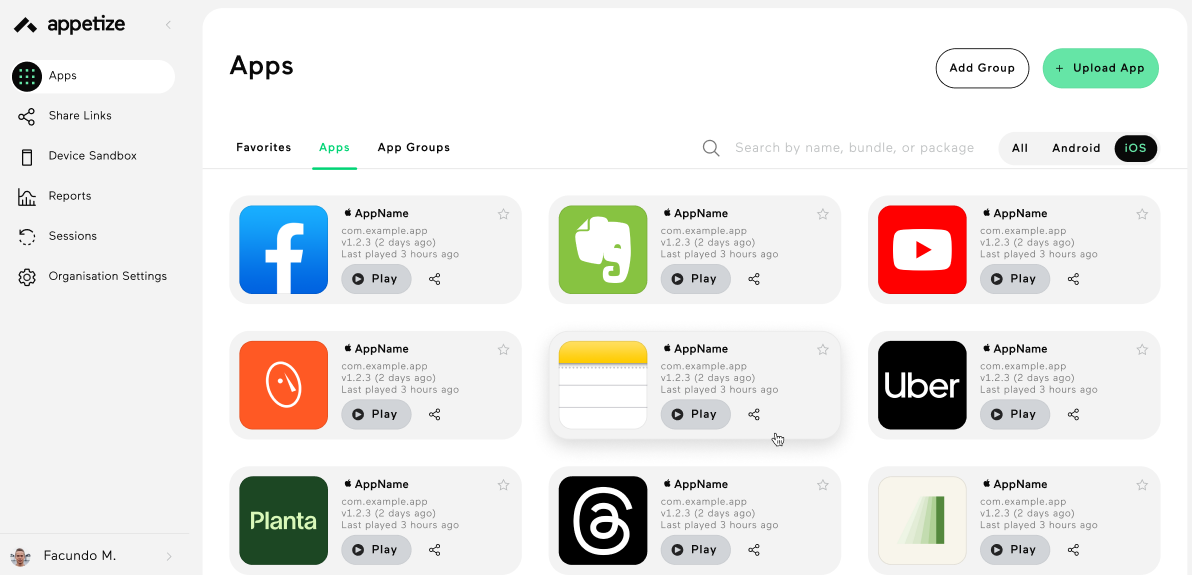 appetize
Apps
Share Links
Device Sandbox
Reports
Sessions
Organisation Settings
Facundo M.
Apps
Add Group
+ Upload App
Favorites
Apps
App Groups
Search by name, bundle, or package
All
Android
iOS
AppName
com.example.app
v1.2.3 (2 days ago)
Last played 3 hours ago
Play
AppName
com.example.app
v1.2.3 (2 days ago)
Last played 3 hours ago
Play
AppName
com.example.app
v1.2.3 (2 days ago)
Last played 3 hours ago
Play
AppName
com.example.app
v1.2.3 (2 days ago)
Last played 3 hours ago
Play
AppName
com.example.app
v1.2.3 (2 days ago)
Last played 3 hours ago
Play
Uber
AppName
com.example.app
v1.2.3 (2 days ago)
Last played 3 hours ago
Play
Planta
AppName
com.example.app
v1.2.3 (2 days ago)
Last played 3 hours ago
Play
AppName
com.example.app
v1.2.3 (2 days ago)
Last played 3 hours ago
Play
AppName
com.example.app
v1.2.3 (2 days ago)
Last played 3 hours ago
Play